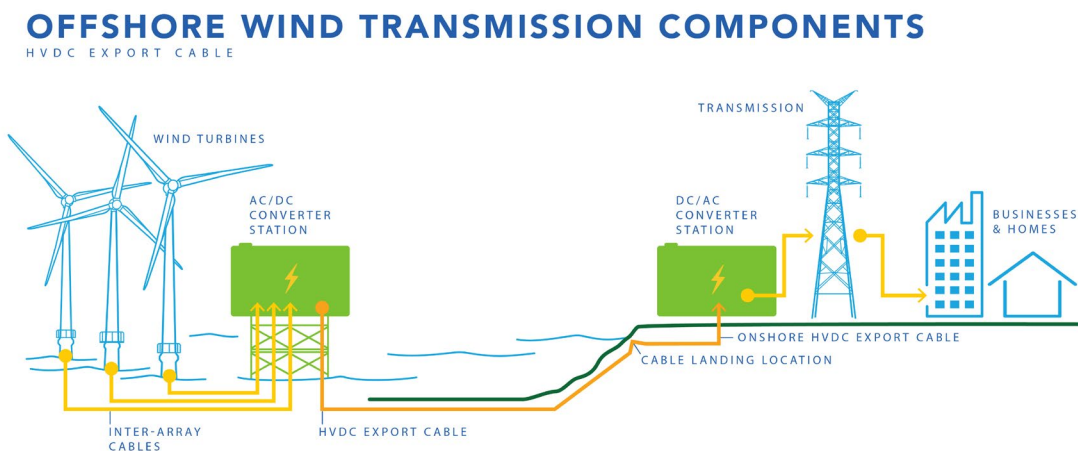 OFFSHORE WIND TRANSMISSION COMPONENTS
HVDC EXPORT CABLE
WIND TURBINES
AC/DC
CONVERTER
STATION
INTER-ARRAY
CABLES
HVDC EXPORT CABLE
TRANSMISSION
DC/AC
CONVERTER
STATION
BUSINESSES
& HOMES
ONSHORE HVDC EXPORT CABLE
CABLE LANDING LOCATION